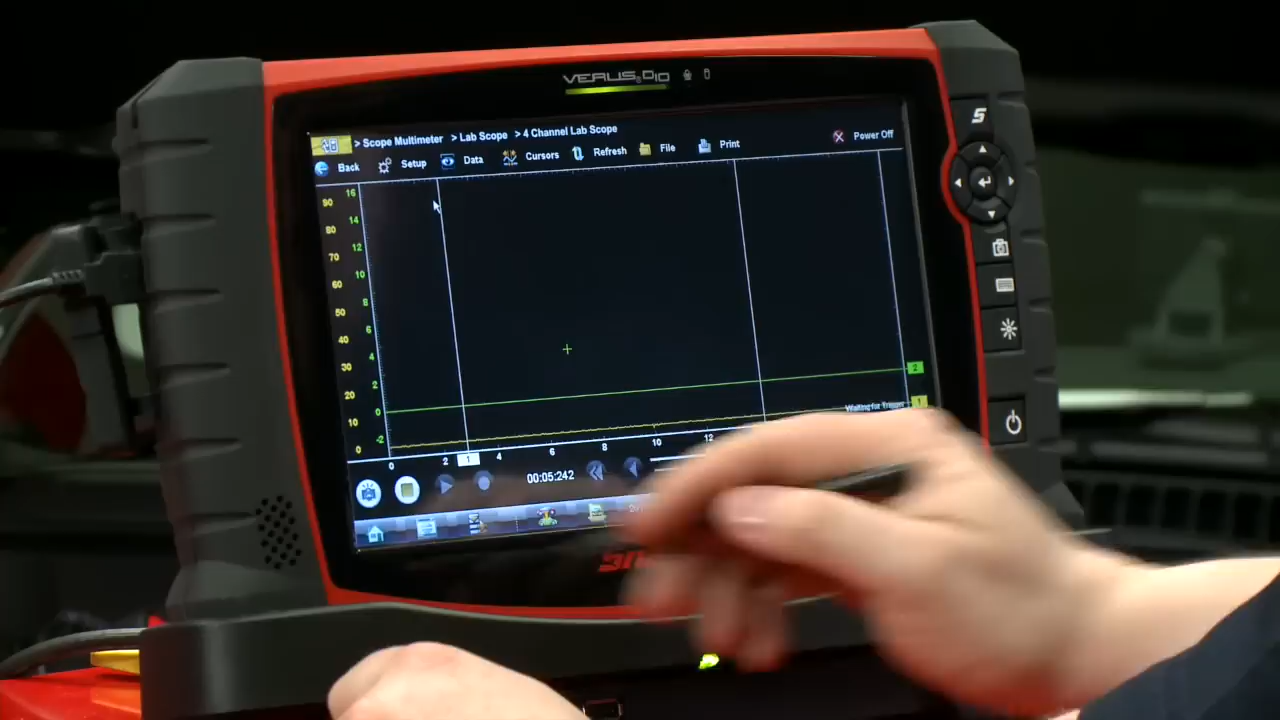 VERUS D10
> Scope Multimeter > Lab Scope > 4 Channel Lab Scope
Back Setup Data Cursors Refresh File Print Power Off
90 16
80 14
70 12
60 10
50 8
40 6
30 4
20 2
10 0
0 -2
2
Waiting for Trigger 1
0 2 1 4 6 8 10 12
00:05:242
S